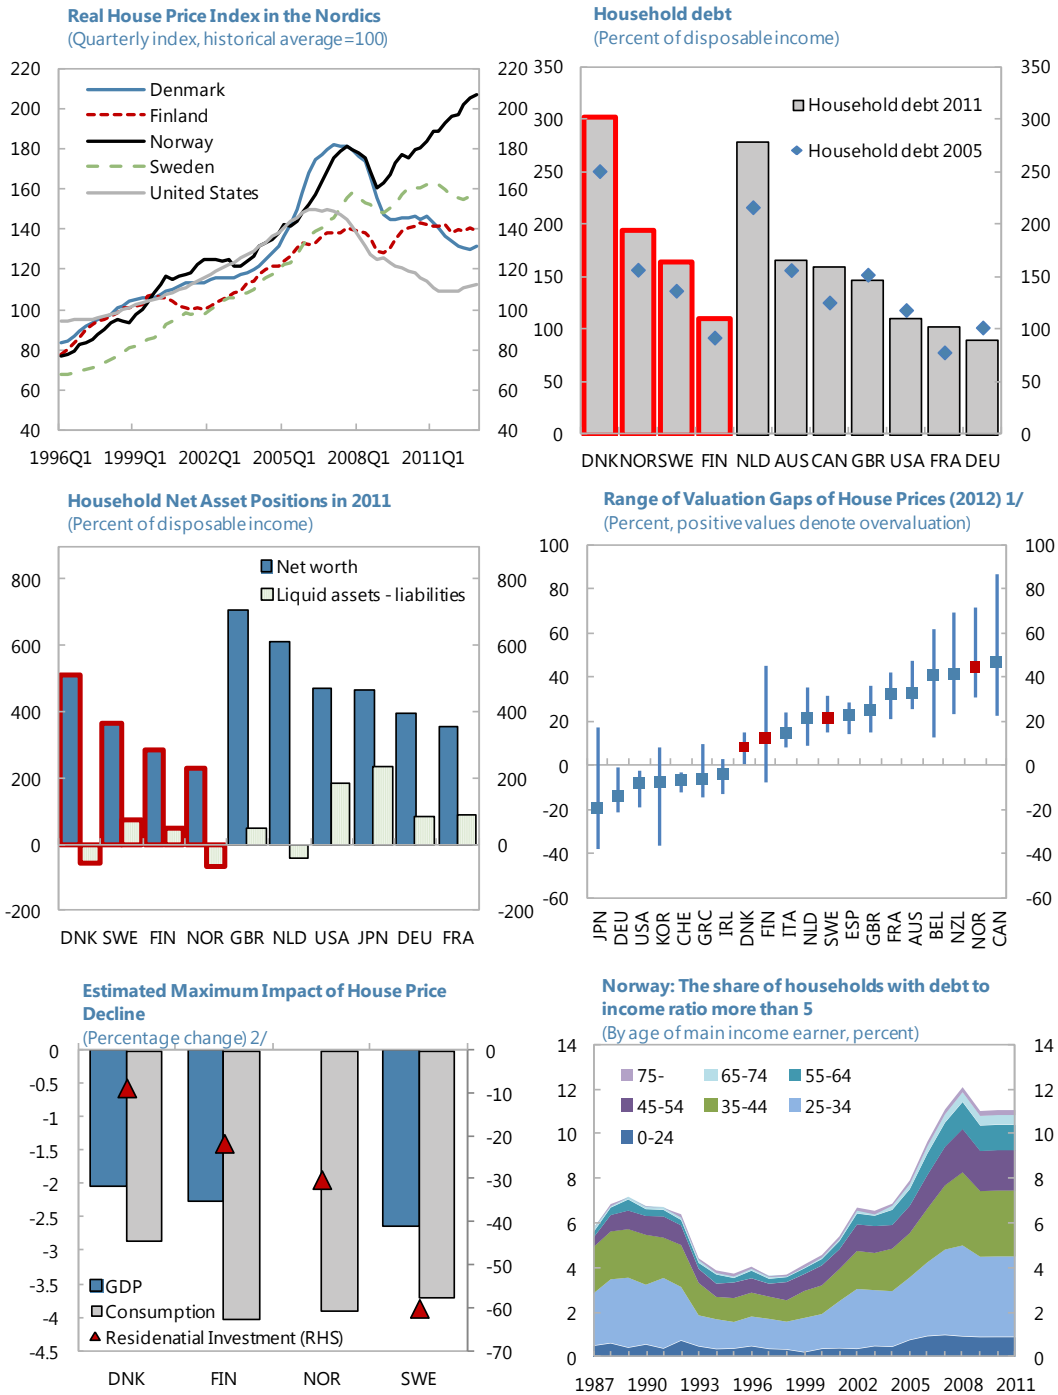 Real House Price Index in the Nordics
(Quarterly index, historical average=100)
220
200
180
160
140
120
100
80
60
40
220
200
180
160
140
120
100
80
60
40
Denmark
Finland
Norway
Sweden
United States
1996Q1 1999Q1 2002Q1 2005Q1 2008Q1 2011Q1
Household debt
(Percent of disposable income)
350
300
250
200
150
100
50
0
350
300
250
200
150
100
50
0
Household debt 2011
Household debt 2005
DNK NOR SWE FIN NLD AUS CAN GBR USA FRA DEU
Household Net Asset Positions in 2011
(Percent of disposable income)
800
600
400
200
0
-200
800
600
400
200
0
-200
Net worth
Liquid assets - liabilities
DNK SWE FIN NOR GBR NLD USA JPN DEU FRA
Range of Valuation Gaps of House Prices (2012) 1/
(Percent, positive values denote overvaluation)
100
80
60
40
20
0
-20
-40
-60
100
80
60
40
20
0
-20
-40
-60
JPN
DEU
USA
KOR
CHE
GRC
IRL
DNK
FIN
ITA
NLD
SWE
ESP
GBR
FRA
AUS
BEL
NZL
NOR
CAN
Estimated Maximum Impact of House Price
Decline
(Percentage change) 2/
0
-0.5
-1
-1.5
-2
-2.5
-3
-3.5
-4
-4.5
0
-10
-20
-30
-40
-50
-60
-70
GDP
Consumption
Residenatial Investment (RHS)
DNK FIN NOR SWE
Norway: The share of households with debt to
income ratio more than 5
(By age of main income earner, percent)
14
12
10
8
6
4
2
0
14
12
10
8
6
4
2
0
75- 65-74 55-64
45-54 35-44 25-34
0-24
1987 1990 1993 1996 1999 2002 2005 2008 2011